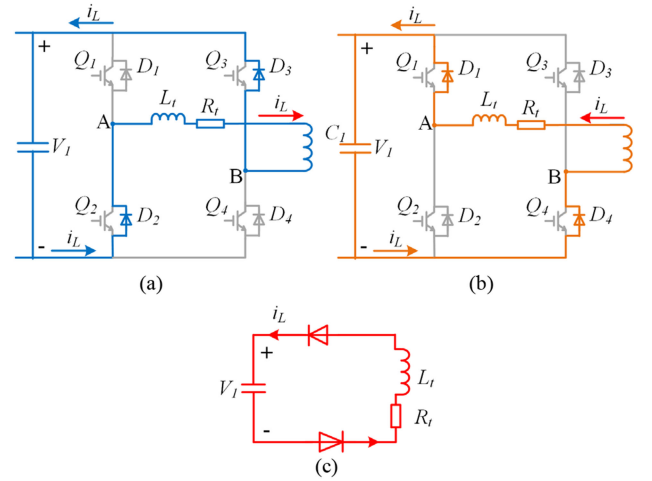 i_L i_L
+ +
Q_1 D_1 Q_3 D_3 Q_1 D_1 Q_3 D_3
L_t R_t i_L L_t R_t i_L
A C_1 A
V_1 V_1
B B
Q_2 D_2 Q_4 D_4 Q_2 D_2 Q_4 D_4
- i_L - i_L
(a) (b)
i_L
+
V_1 L_t
R_t
-
(c)